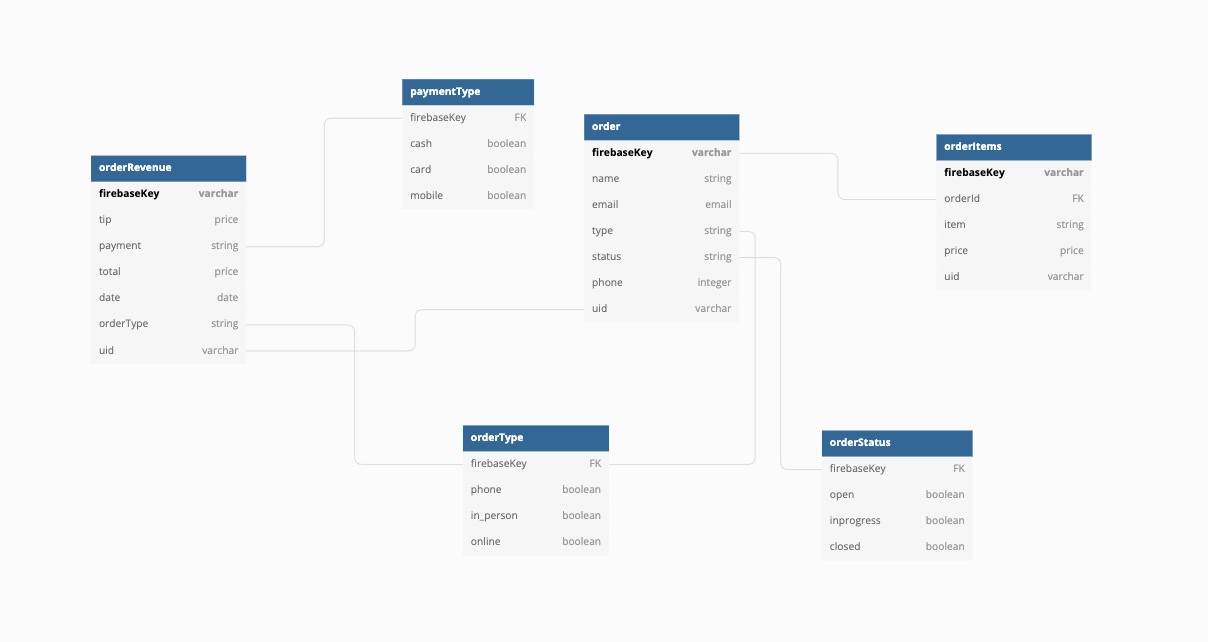 paymentType
firebaseKey FK
cash boolean
card boolean
mobile boolean
order
firebaseKey varchar
name string
email email
type string
status string
phone integer
uid varchar
orderItems
firebaseKey varchar
orderId FK
item string
price price
uid varchar
orderRevenue
firebaseKey varchar
tip price
payment string
total price
date date
orderType string
uid varchar
orderType
firebaseKey FK
phone boolean
in_person boolean
online boolean
orderStatus
firebaseKey FK
open boolean
inprogress boolean
closed boolean